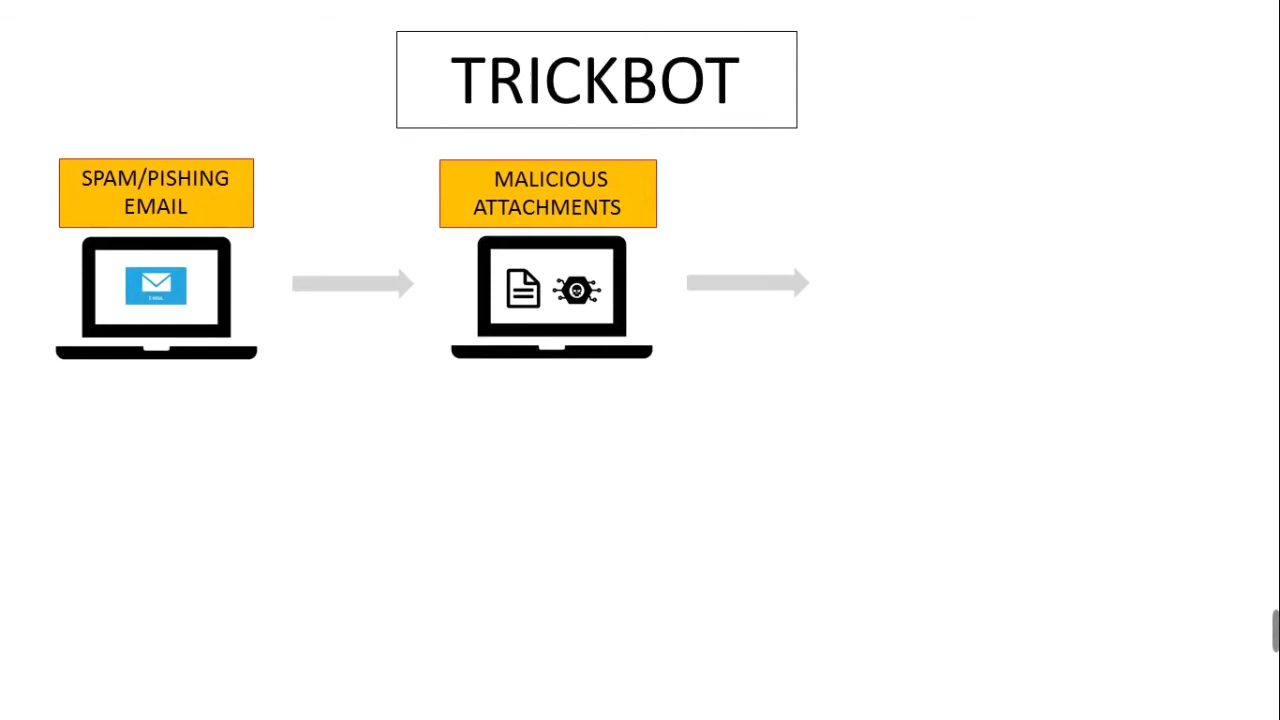 TRICKBOT
SPAM/PISHING
EMAIL
MALICIOUS
ATTACHMENTS